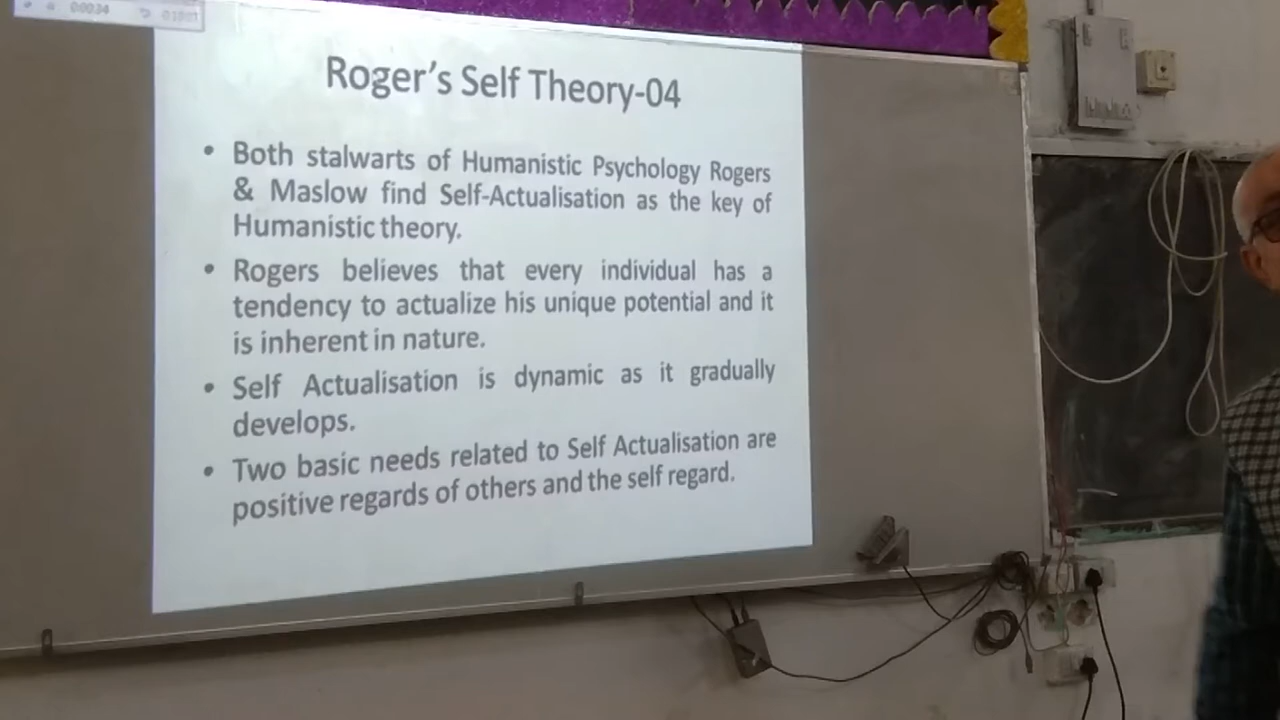 0:00:34
Roger's Self Theory-04
• Both stalwarts of Humanistic Psychology Rogers
& Maslow find Self-Actualisation as the key of
Humanistic theory.
• Rogers believes that every individual has a
tendency to actualize his unique potential and it
is inherent in nature.
• Self Actualisation is dynamic as it gradually
develops.
• Two basic needs related to Self Actualisation are
positive regards of others and the self regard.